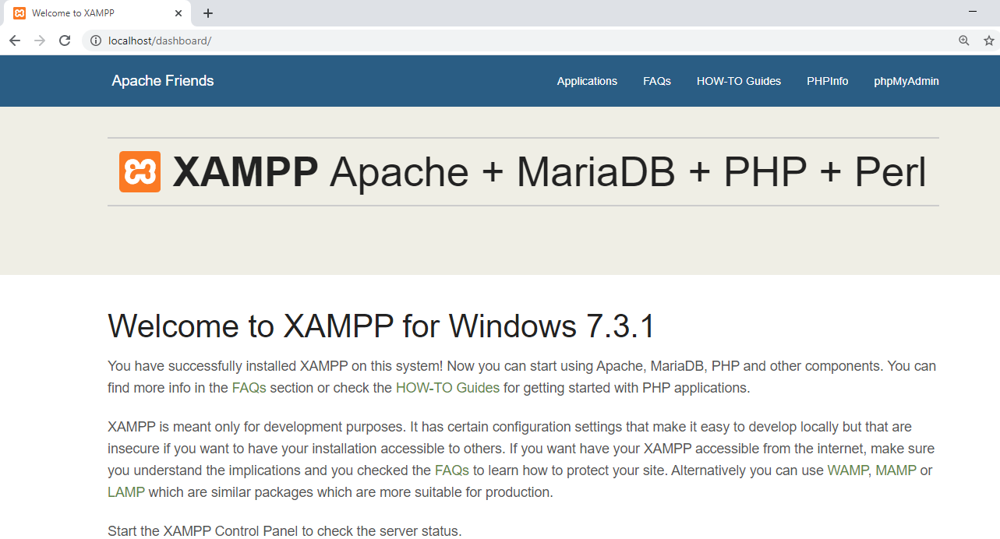 Welcome to XAMPP
localhost/dashboard/
Apache Friends
Applications
FAQs
HOW-TO Guides
PHPInfo
phpMyAdmin
XAMPP Apache + MariaDB + PHP + Perl
Welcome to XAMPP for Windows 7.3.1
You have successfully installed XAMPP on this system! Now you can start using Apache, MariaDB, PHP and other components. You can
find more info in the FAQs section or check the HOW-TO Guides for getting started with PHP applications.
XAMPP is meant only for development purposes. It has certain configuration settings that make it easy to develop locally but that are
insecure if you want to have your installation accessible to others. If you want have your XAMPP accessible from the internet, make sure
you understand the implications and you checked the FAQs to learn how to protect your site. Alternatively you can use WAMP, MAMP or
LAMP which are similar packages which are more suitable for production.
Start the XAMPP Control Panel to check the server status.